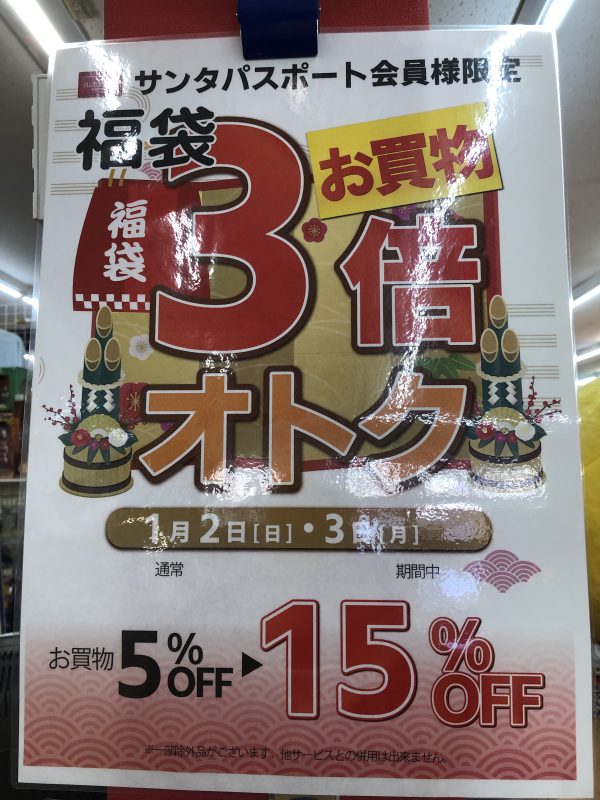 サンタパスポート会員様限定
福袋
お買物
福袋
3倍
オトク
1月2日[日]・3日[月]
通常
期間中
お買物5%OFF▶15%OFF
※一部除外品がございます。他サービスとの併用は出来ません。